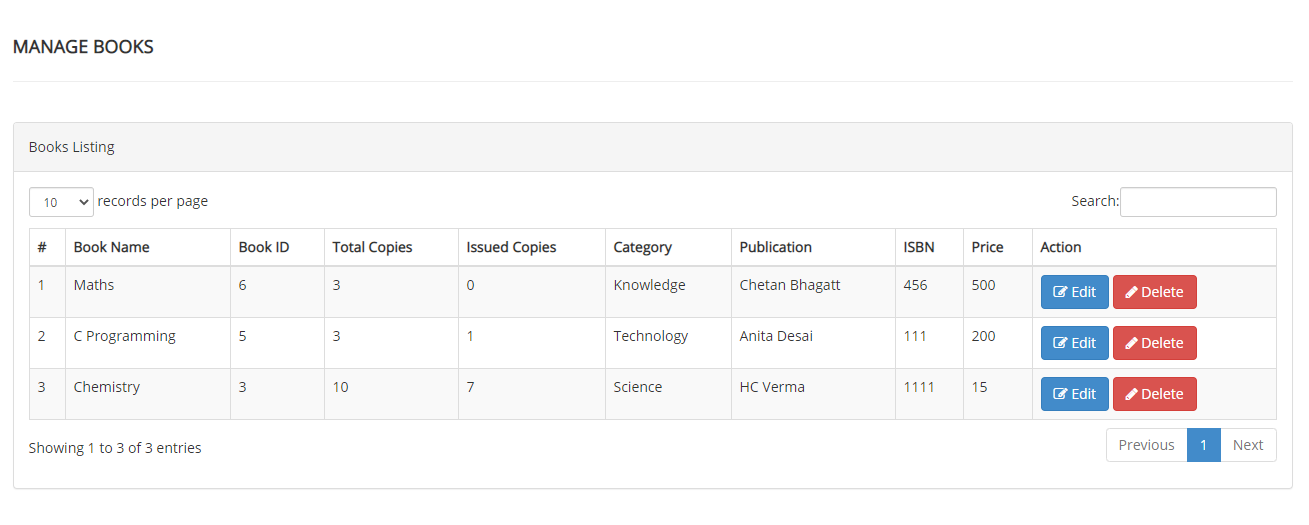 MANAGE BOOKS
Books Listing
10 records per page Search:
# Book Name Book ID Total Copies Issued Copies Category Publication ISBN Price Action
1 Maths 6 3 0 Knowledge Chetan Bhagatt 456 500 Edit Delete
2 C Programming 5 3 1 Technology Anita Desai 111 200 Edit Delete
3 Chemistry 3 10 7 Science HC Verma 1111 15 Edit Delete
Showing 1 to 3 of 3 entries Previous 1 Next